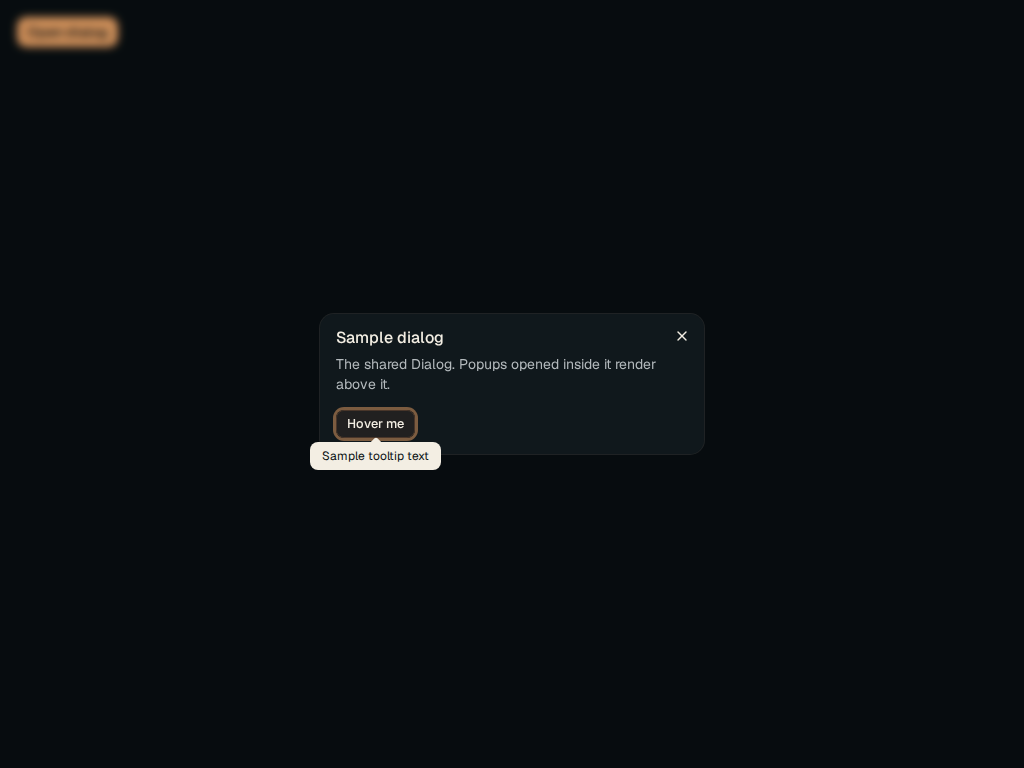 Sample dialog
The shared Dialog. Popups opened inside it render
above it.
Hover me
Sample tooltip text